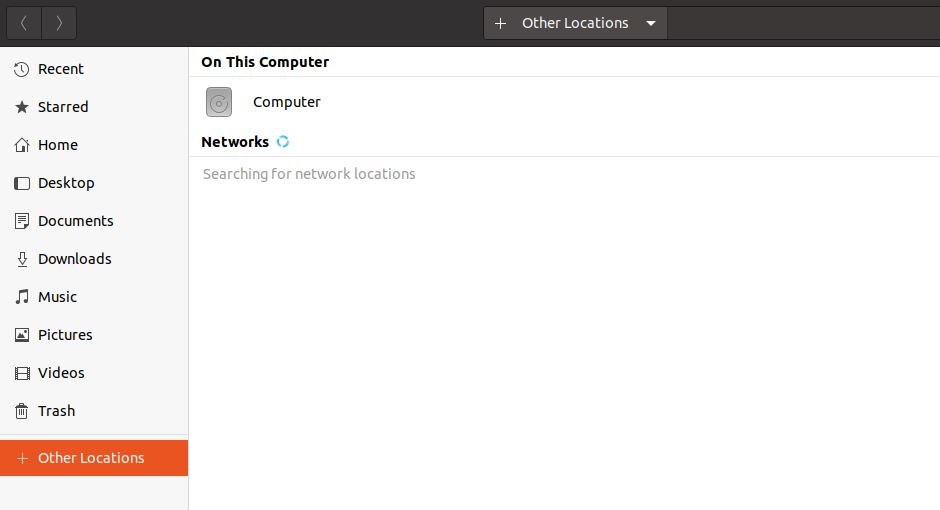 Other Locations
Recent
Starred
Home
Desktop
Documents
Downloads
Music
Pictures
Videos
Trash
Other Locations
On This Computer
Computer
Networks
Searching for network locations